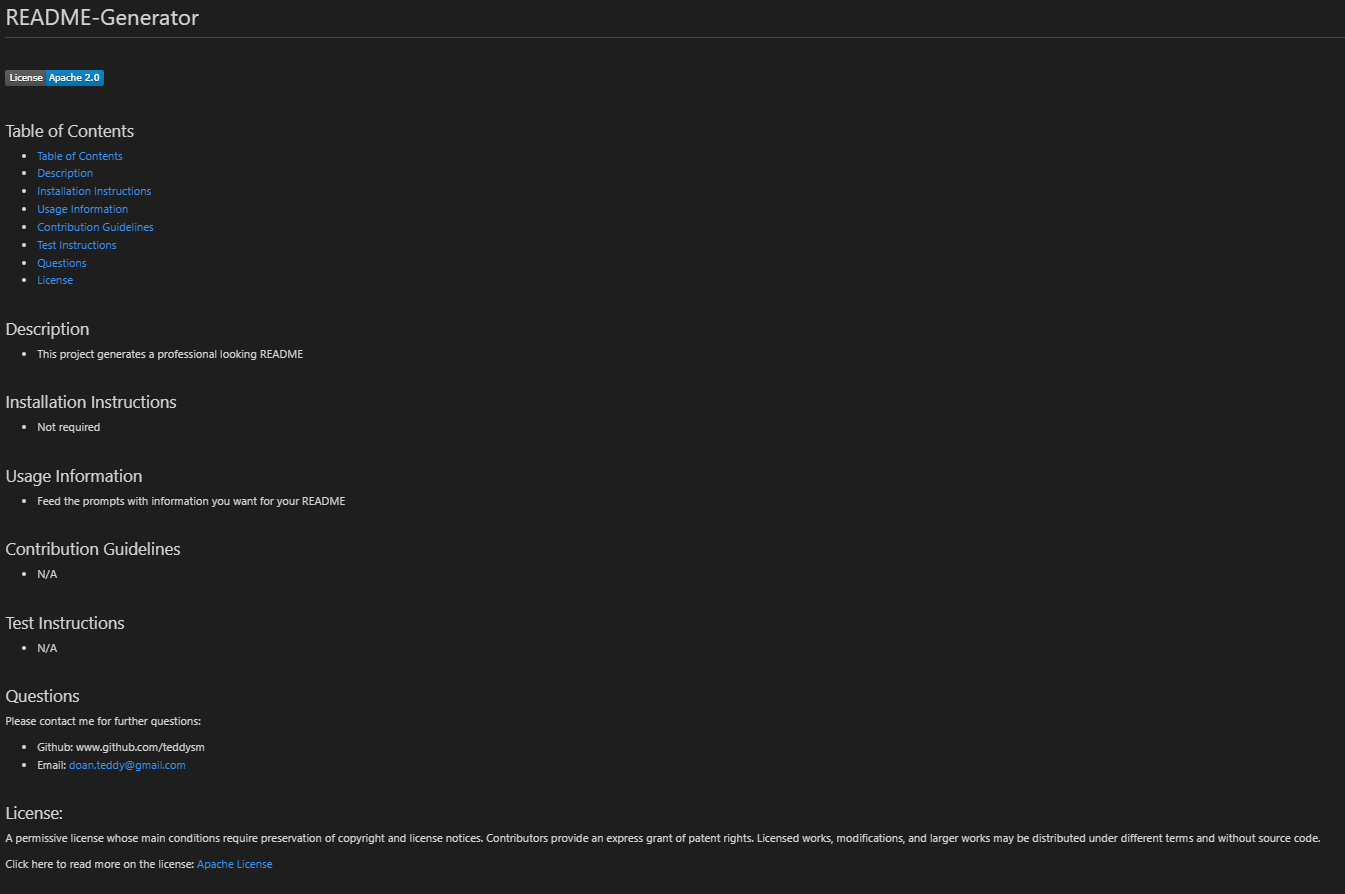 README-Generator
License Apache 2.0
Table of Contents
Table of Contents
Description
Installation Instructions
Usage Information
Contribution Guidelines
Test Instructions
Questions
License
Description
This project generates a professional looking README
Installation Instructions
Not required
Usage Information
Feed the prompts with information you want for your README
Contribution Guidelines
N/A
Test Instructions
N/A
Questions
Please contact me for further questions:
Github: www.github.com/teddysm
Email: doan.teddy@gmail.com
License:
A permissive license whose main conditions require preservation of copyright and license notices. Contributors provide an express grant of patent rights. Licensed works, modifications, and larger works may be distributed under different terms and without source code.
Click here to read more on the license: Apache License